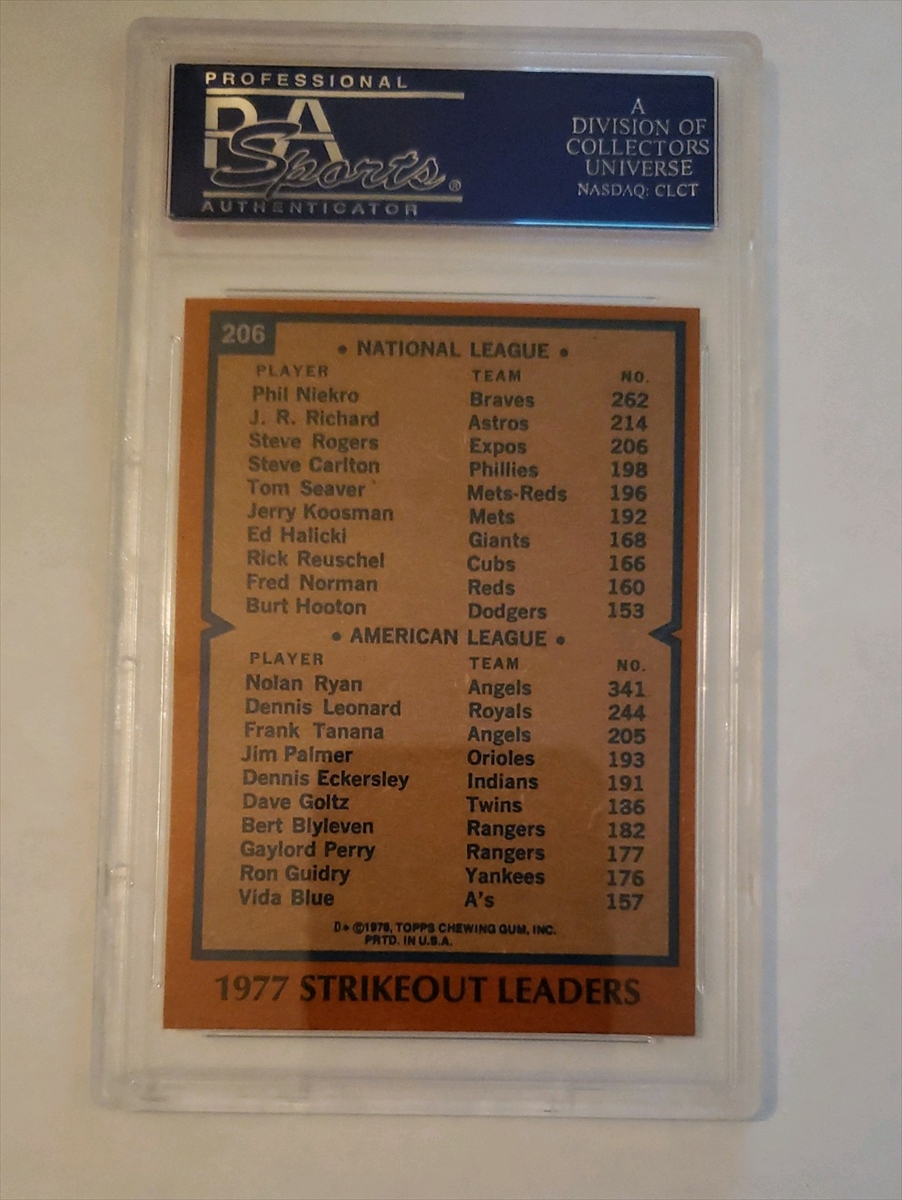 PROFESSIONAL
PSA
Sports®
AUTHENTICATOR
A
DIVISION OF
COLLECTORS
UNIVERSE
NASDAQ: CLCT
206
• NATIONAL LEAGUE •
PLAYER TEAM NO.
Phil Niekro Braves 262
J. R. Richard Astros 214
Steve Rogers Expos 206
Steve Carlton Phillies 198
Tom Seaver Mets-Reds 196
Jerry Koosman Mets 192
Ed Halicki Giants 168
Rick Reuschel Cubs 166
Fred Norman Reds 160
Burt Hooton Dodgers 153
• AMERICAN LEAGUE •
PLAYER TEAM NO.
Nolan Ryan Angels 341
Dennis Leonard Royals 244
Frank Tanana Angels 205
Jim Palmer Orioles 193
Dennis Eckersley Indians 191
Dave Goltz Twins 186
Bert Blyleven Rangers 182
Gaylord Perry Rangers 177
Ron Guidry Yankees 176
Vida Blue A's 157
D* ©1978, TOPPS CHEWING GUM, INC.
PRTD. IN U.S.A.
1977 STRIKEOUT LEADERS